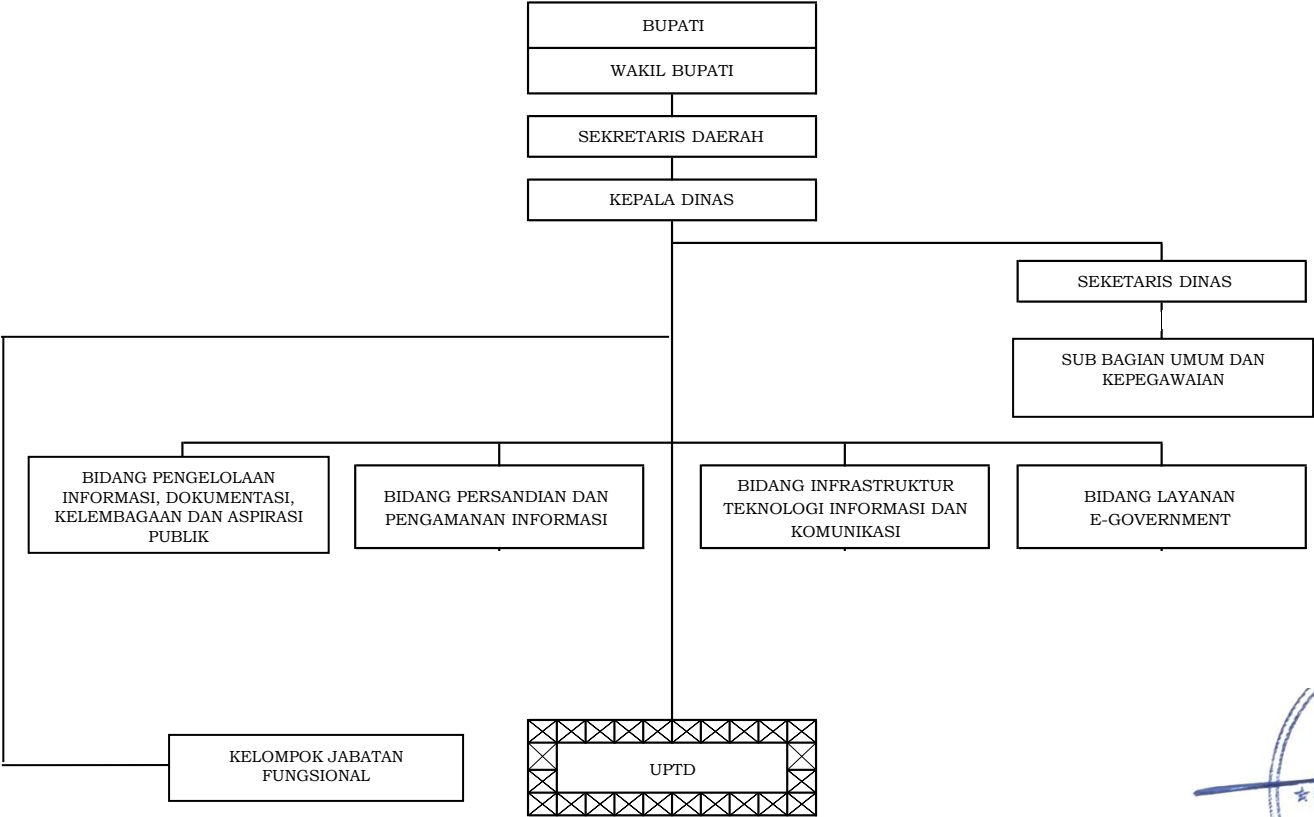 BUPATI
WAKIL BUPATI
SEKRETARIS DAERAH
KEPALA DINAS
SEKETARIS DINAS
SUB BAGIAN UMUM DAN
KEPEGAWAIAN
BIDANG PENGELOLAAN
INFORMASI, DOKUMENTASI,
KELEMBAGAAN DAN ASPIRASI
PUBLIK
BIDANG PERSANDIAN DAN
PENGAMANAN INFORMASI
BIDANG INFRASTRUKTUR
TEKNOLOGI INFORMASI DAN
KOMUNIKASI
BIDANG LAYANAN
E-GOVERNMENT
KELOMPOK JABATAN
FUNGSIONAL
UPTD